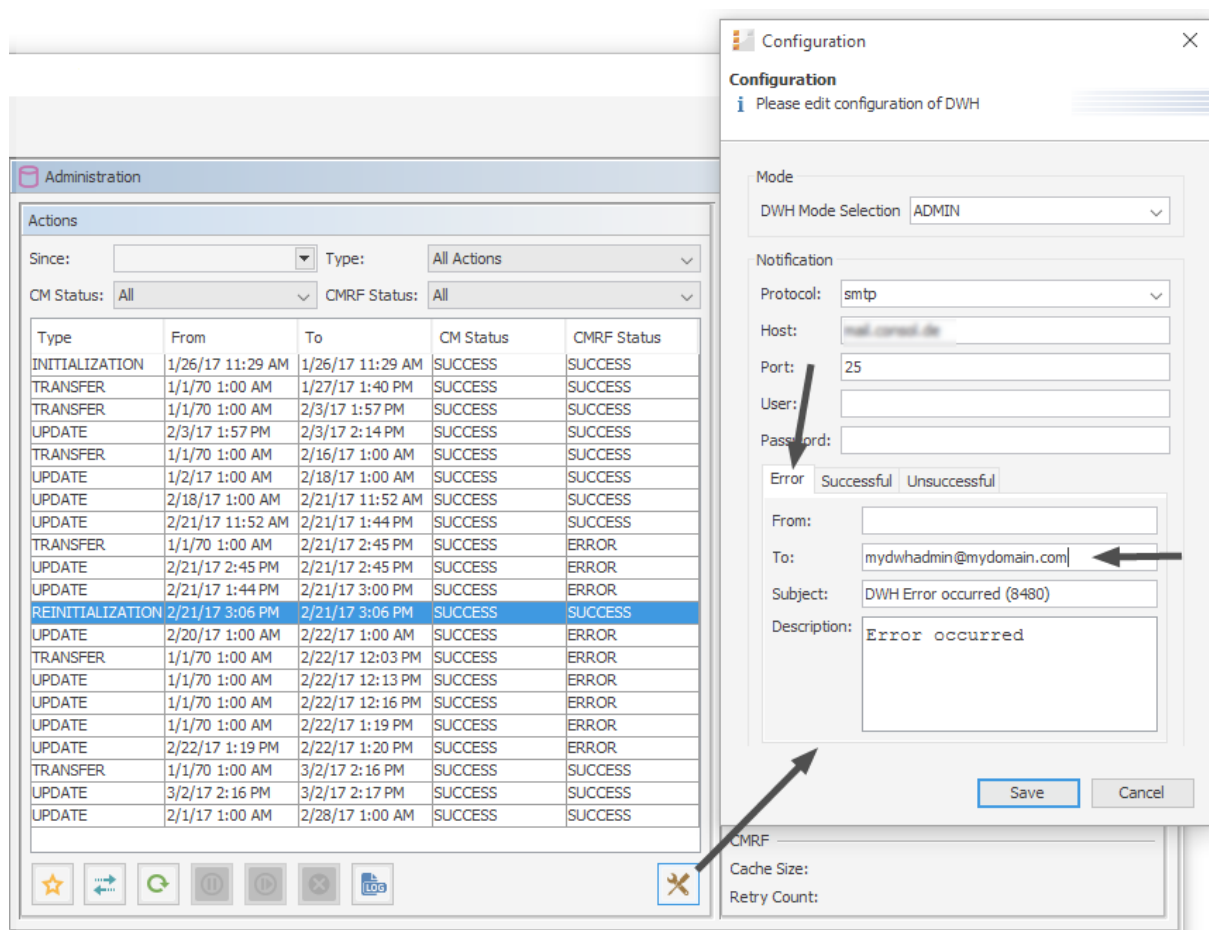 Configuration
Configuration
Please edit configuration of DWH
Mode
DWH Mode Selection ADMIN
Notification
Protocol: smtp
Host:
Port: 25
User:
Password:
Error Successful Unsuccessful
From:
To: mydwhadmin@mydomain.com
Subject: DWH Error occurred (8480)
Description: Error occurred
Save Cancel
Administration
Actions
Since: Type: All Actions
CM Status: All CMRF Status: All
Type From To CM Status CMRF Status
INITIALIZATION 1/26/17 11:29 AM 1/26/17 11:29 AM SUCCESS SUCCESS
TRANSFER 1/1/70 1:00 AM 1/27/17 1:40 PM SUCCESS SUCCESS
TRANSFER 1/1/70 1:00 AM 2/3/17 1:57 PM SUCCESS SUCCESS
UPDATE 2/3/17 1:57 PM 2/3/17 2:14 PM SUCCESS SUCCESS
TRANSFER 1/1/70 1:00 AM 2/16/17 1:00 AM SUCCESS SUCCESS
UPDATE 1/2/17 1:00 AM 2/18/17 1:00 AM SUCCESS SUCCESS
UPDATE 2/18/17 1:00 AM 2/21/17 11:52 AM SUCCESS SUCCESS
UPDATE 2/21/17 11:52 AM 2/21/17 1:44 PM SUCCESS SUCCESS
TRANSFER 1/1/70 1:00 AM 2/21/17 2:45 PM SUCCESS ERROR
UPDATE 2/21/17 2:45 PM 2/21/17 2:45 PM SUCCESS ERROR
UPDATE 2/21/17 1:44 PM 2/21/17 3:00 PM SUCCESS ERROR
REINITIALIZATION 2/21/17 3:06 PM 2/21/17 3:06 PM SUCCESS SUCCESS
UPDATE 2/20/17 1:00 AM 2/22/17 1:00 AM SUCCESS ERROR
TRANSFER 1/1/70 1:00 AM 2/22/17 12:03 PM SUCCESS ERROR
UPDATE 1/1/70 1:00 AM 2/22/17 12:13 PM SUCCESS ERROR
UPDATE 1/1/70 1:00 AM 2/22/17 12:16 PM SUCCESS ERROR
UPDATE 1/1/70 1:00 AM 2/22/17 1:19 PM SUCCESS ERROR
UPDATE 2/22/17 1:19 PM 2/22/17 1:20 PM SUCCESS ERROR
TRANSFER 1/1/70 1:00 AM 3/2/17 2:16 PM SUCCESS SUCCESS
UPDATE 3/2/17 2:16 PM 3/2/17 2:17 PM SUCCESS SUCCESS
UPDATE 2/1/17 1:00 AM 2/28/17 1:00 AM SUCCESS SUCCESS
LOG
CMRF
Cache Size:
Retry Count: